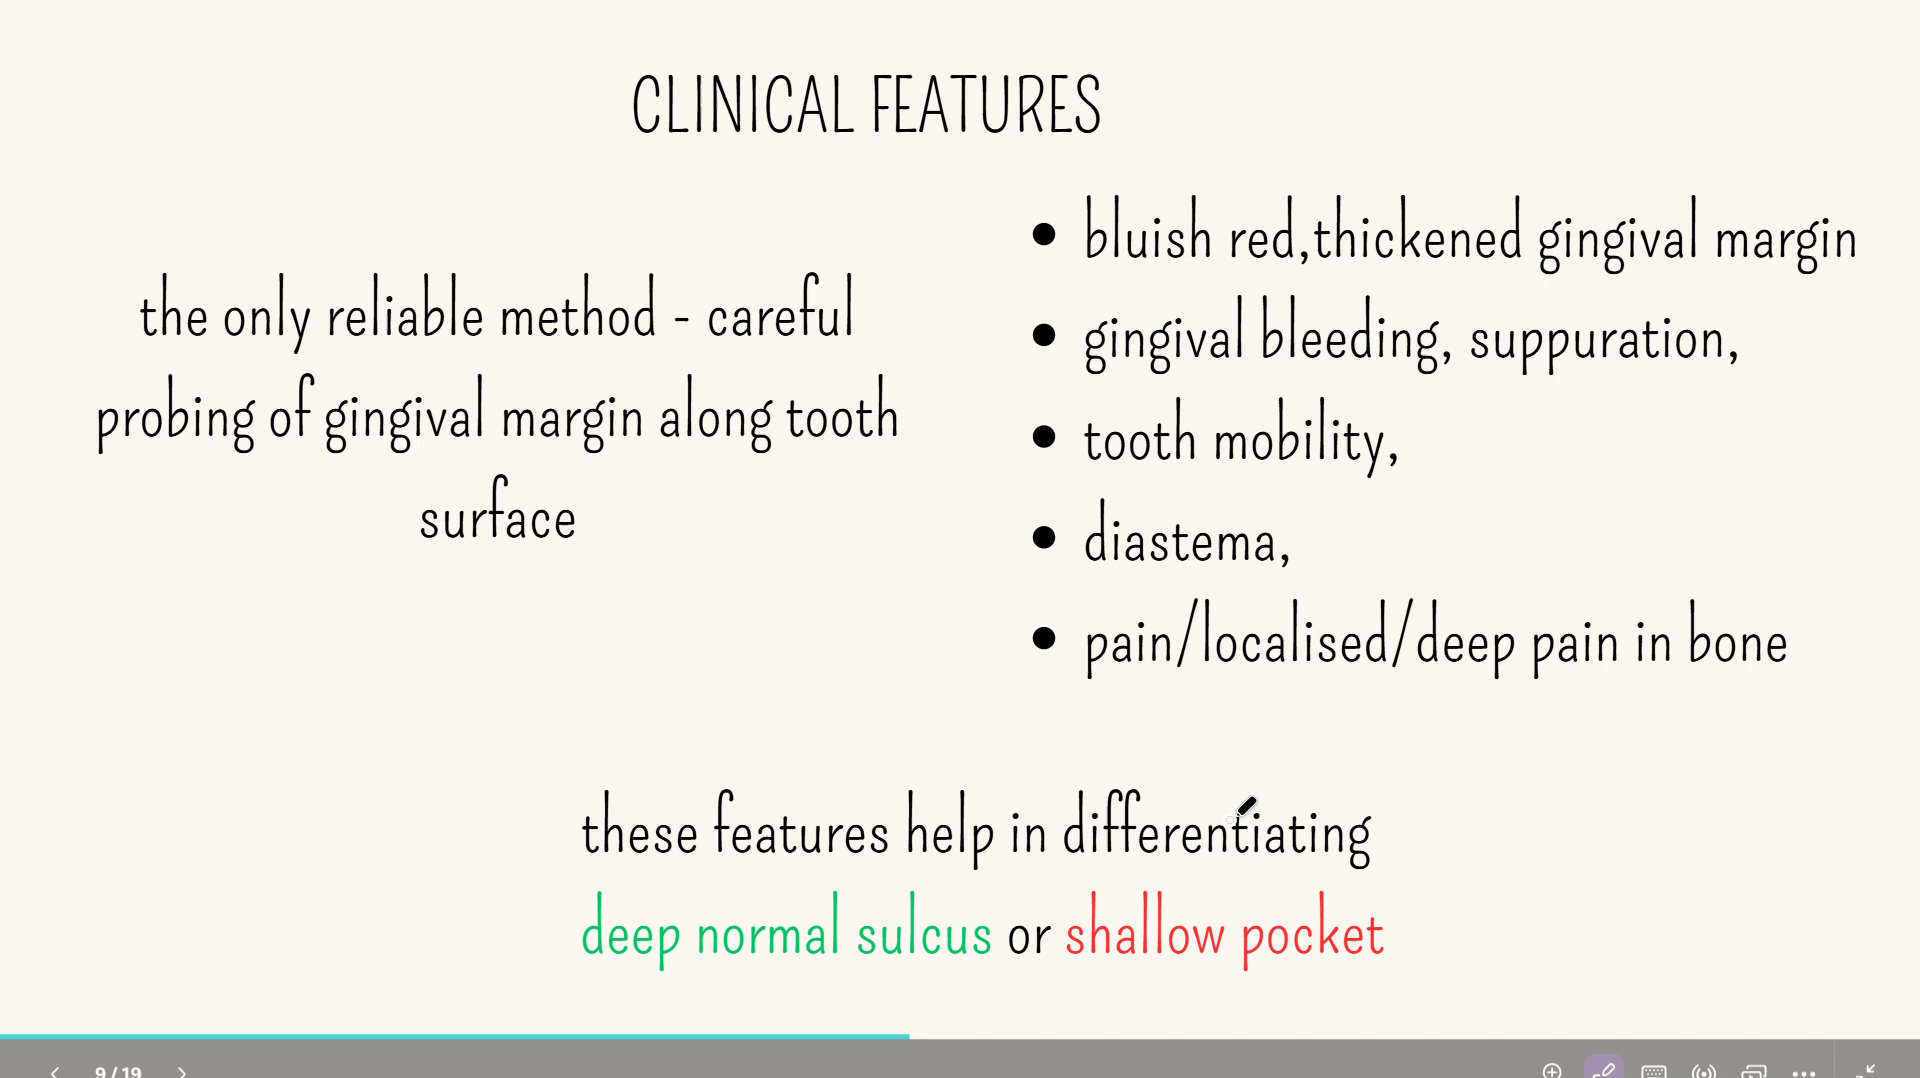 CLINICAL FEATURES
the only reliable method - careful
probing of gingival margin along tooth
surface
• bluish red,thickened gingival margin
• gingival bleeding, suppuration,
• tooth mobility,
• diastema,
• pain/localised/deep pain in bone
these features help in differentiating
deep normal sulcus or shallow pocket
9 / 19